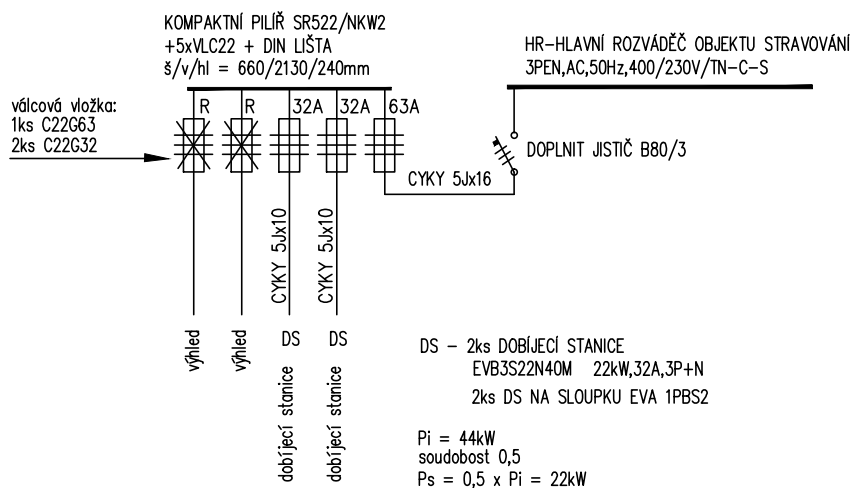 KOMPAKTNÍ PILÍŘ SR522/NKW2
+5xVLC22 + DIN LIŠTA
š/v/hl = 660/2130/240mm
HR-HLAVNÍ ROZVÁDĚČ OBJEKTU STRAVOVÁNÍ
3PEN,AC,50Hz,400/230V/TN-C-S
válcová vložka:
1ks C22G63
2ks C22G32
R
R
32A
32A
63A
DOPLNIT JISTIČ B80/3
CYKY 5Jx16
CYKY 5Jx10
CYKY 5Jx10
výhled
výhled
DS
DS
dobíjecí stanice
dobíjecí stanice
DS - 2ks DOBÍJECÍ STANICE
EVB3S22N40M 22kW,32A,3P+N
2ks DS NA SLOUPKU EVA 1PBS2
Pi = 44kW
soudobost 0,5
Ps = 0,5 x Pi = 22kW